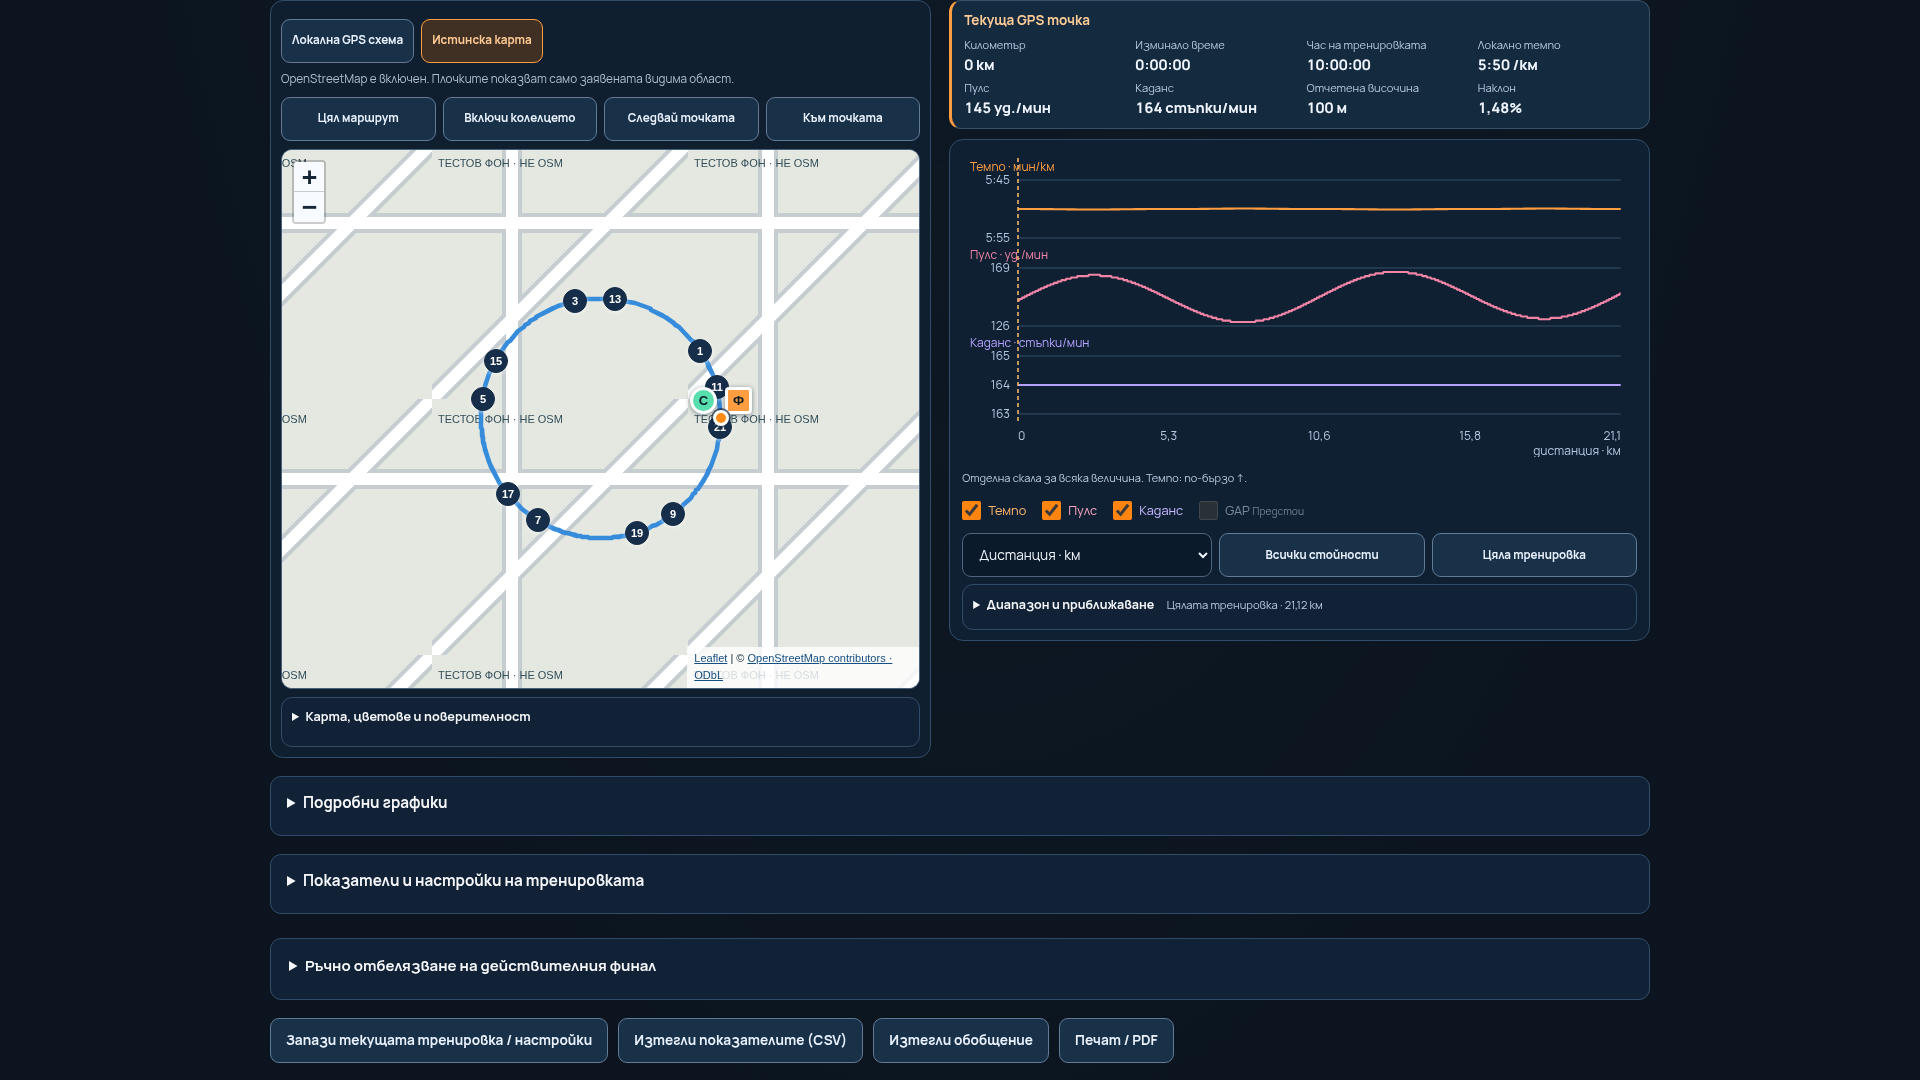 Локална GPS схема
Истинска карта
OpenStreetMap е включен. Плочките показват само заявената видима област.
Цял маршрут
Включи колелцето
Следвай точката
Към точката
OSM
ТЕСТОВ ФОН · НЕ OSM
ТЕСТОВ ФОН · НЕ OSM
+
−
3
13
1
15
11
5
С
Ф
OSM
ТЕСТОВ ФОН · НЕ OSM
ТЕСТОВ ФОН · НЕ OSM
21
17
7
9
19
Leaflet | © OpenStreetMap contributors ·
ODbL
OSM
ТЕСТОВ ФОН · НЕ OSM
ТЕСТОВ ФОН · НЕ OSM
Карта, цветове и поверителност
Текуща GPS точка
Километър
Изминало време
Час на тренировката
Локално темпо
0 км
0:00:00
10:00:00
5:50 /км
Пулс
Каданс
Отчетена височина
Наклон
145 уд./мин
164 стъпки/мин
100 м
1,48%
Темпо · мин/км
5:45
5:55
Пулс · уд./мин
169
126
Каданс · стъпки/мин
165
164
163
0
5,3
10,6
15,8
21,1
дистанция · км
Отделна скала за всяка величина. Темпо: по-бързо ↑.
Темпо
Пулс
Каданс
GAP Предстои
Дистанция · км
Всички стойности
Цяла тренировка
Диапазон и приближаване
Цялата тренировка · 21,12 км
Подробни графики
Показатели и настройки на тренировката
Ръчно отбелязване на действителния финал
Запази текущата тренировка / настройки
Изтегли показателите (CSV)
Изтегли обобщение
Печат / PDF